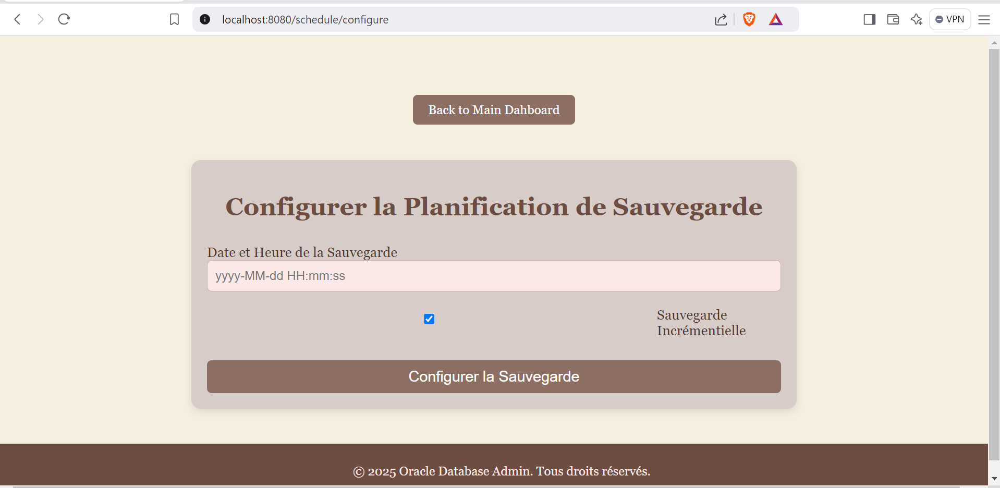 localhost:8080/schedule/configure
VPN
Back to Main Dahboard
Configurer la Planification de Sauvegarde
Date et Heure de la Sauvegarde
yyyy-MM-dd HH:mm:ss
Sauvegarde
Incrémentielle
Configurer la Sauvegarde
© 2025 Oracle Database Admin. Tous droits réservés.